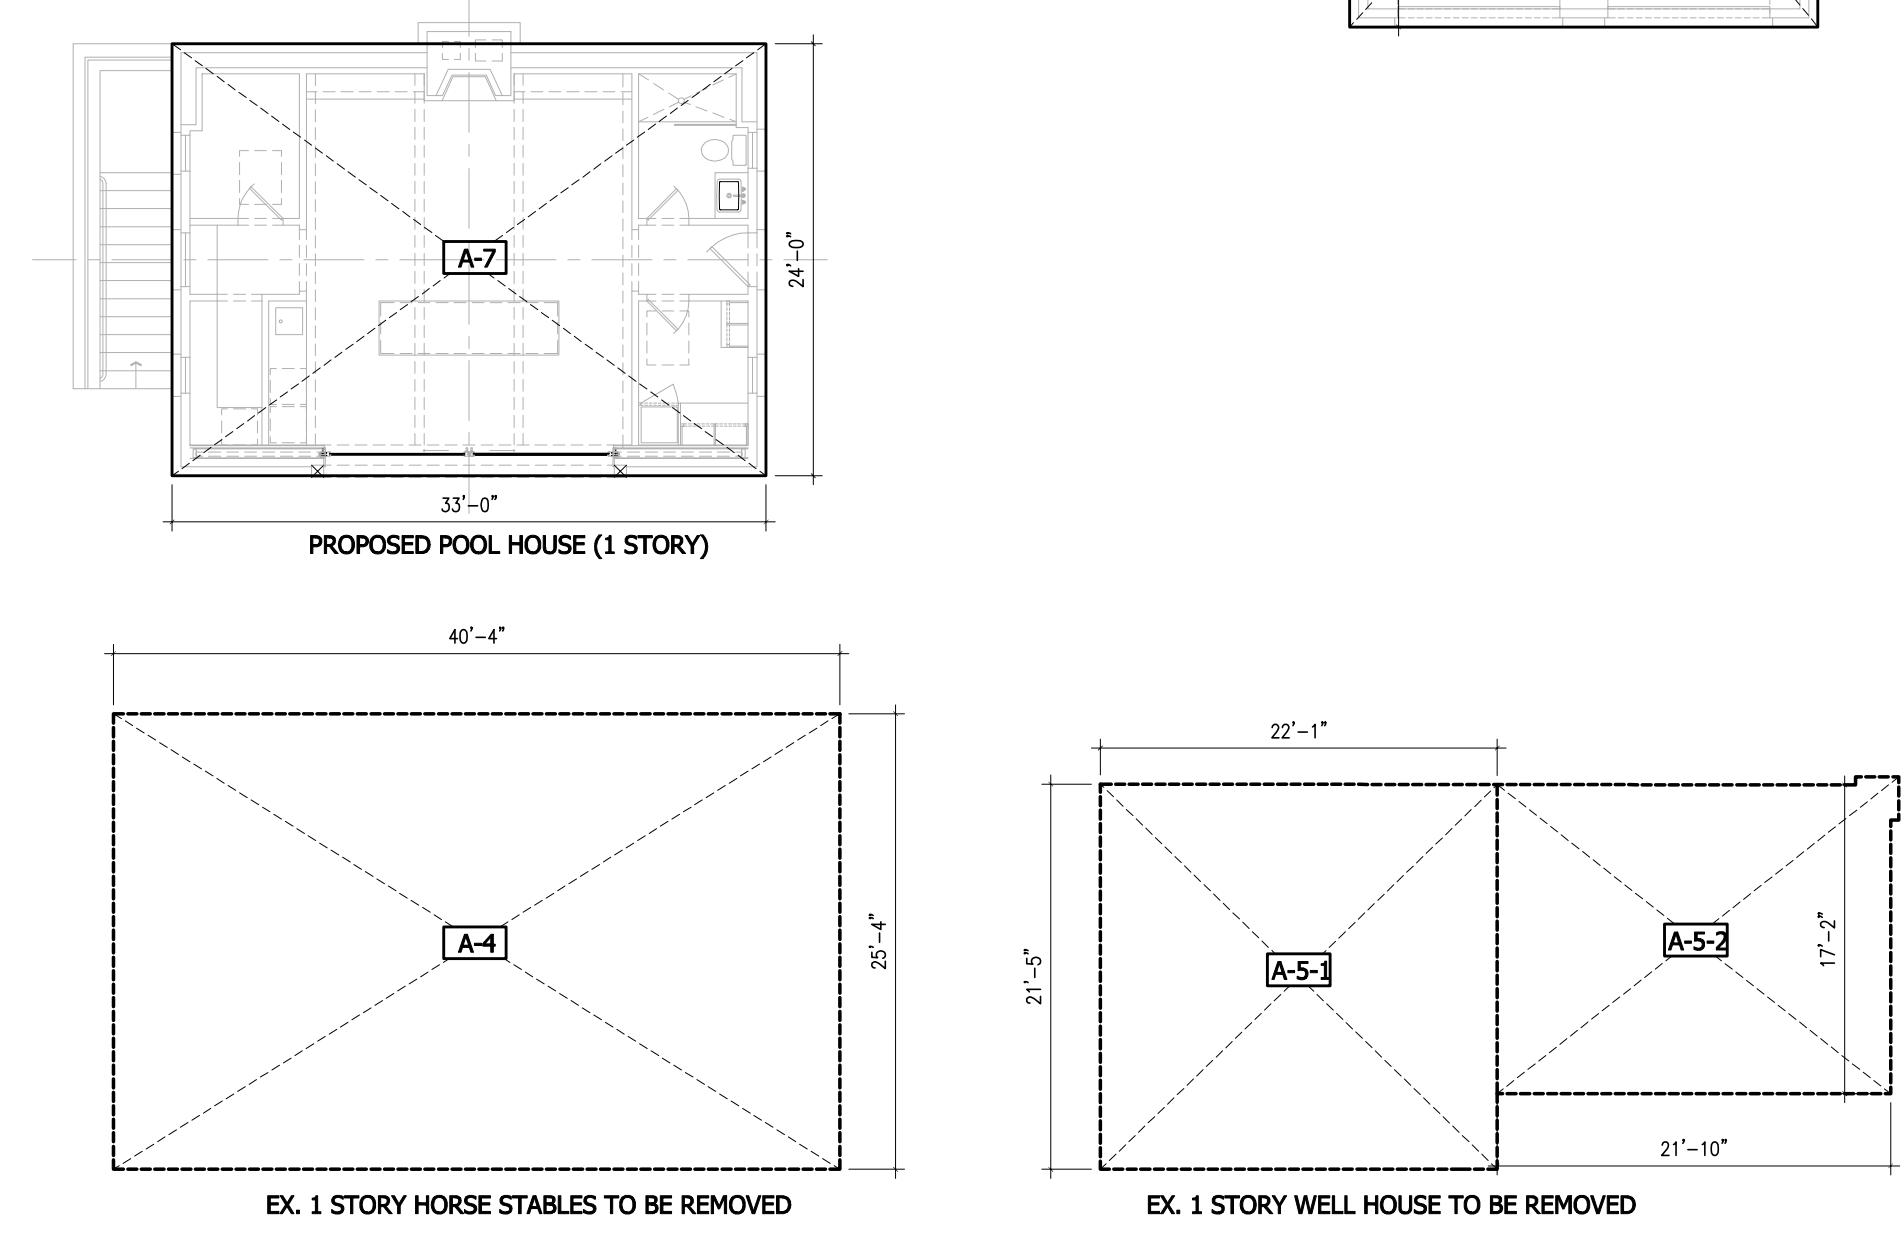 A-7
24'-0"
33'-0"
PROPOSED POOL HOUSE (1 STORY)
40'-4"
A-4
25'-4"
EX. 1 STORY HORSE STABLES TO BE REMOVED
22'-1"
21'-5"
A-5-1
A-5-2
17'-2"
21'-10"
EX. 1 STORY WELL HOUSE TO BE REMOVED